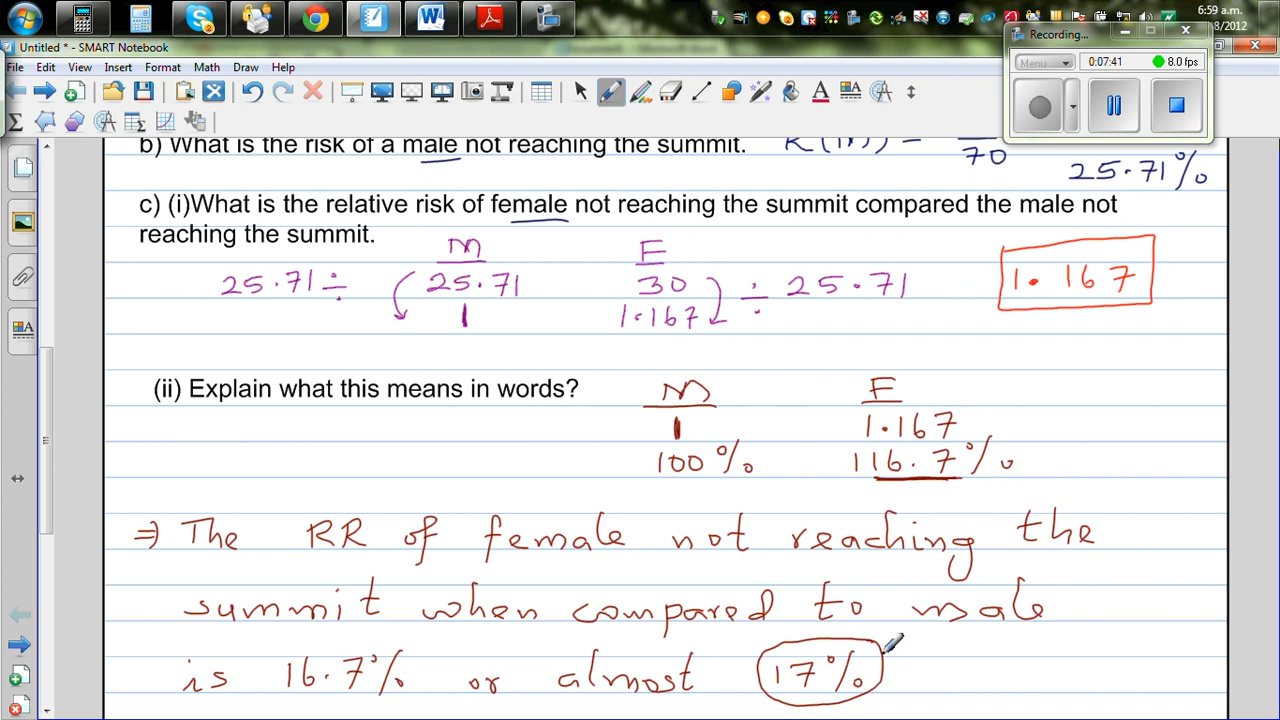 6:59 a.m.
8/2012
Untitled * - SMART Notebook
Recording...
File Edit View Insert Format Math Draw Help
Menu 0:07:41 8.0 fps
b) What is the risk of a male not reaching the summit.
70
25.71%
c) (i)What is the relative risk of female not reaching the summit compared the male not
reaching the summit.
M F
25.71 ÷ 25.71 30 ÷ 25.71 1.167
1 1.167
(ii) Explain what this means in words?
M F
1 1.167
100% 116.7%
⇒ The RR of female not reaching the
summit when compared to male
is 16.7% or almost 17%